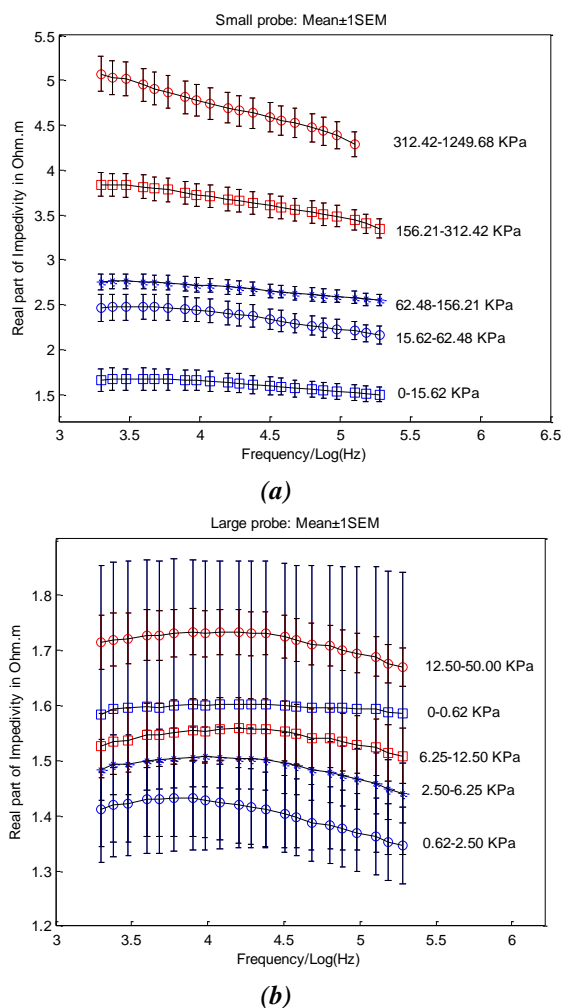 Small probe: Mean±1SEM
5.5
5
4.5
4
3.5
3
2.5
2
1.5
Real part of Impedivity in Ohm.m
312.42-1249.68 KPa
156.21-312.42 KPa
62.48-156.21 KPa
15.62-62.48 KPa
0-15.62 KPa
3 3.5 4 4.5 5 5.5 6 6.5
Frequency/Log(Hz)
(a)
Large probe: Mean±1SEM
1.8
1.7
1.6
1.5
1.4
1.3
1.2
Real part of Impedivity in Ohm.m
12.50-50.00 KPa
0-0.62 KPa
6.25-12.50 KPa
2.50-6.25 KPa
0.62-2.50 KPa
3 3.5 4 4.5 5 5.5 6
Frequency/Log(Hz)
(b)